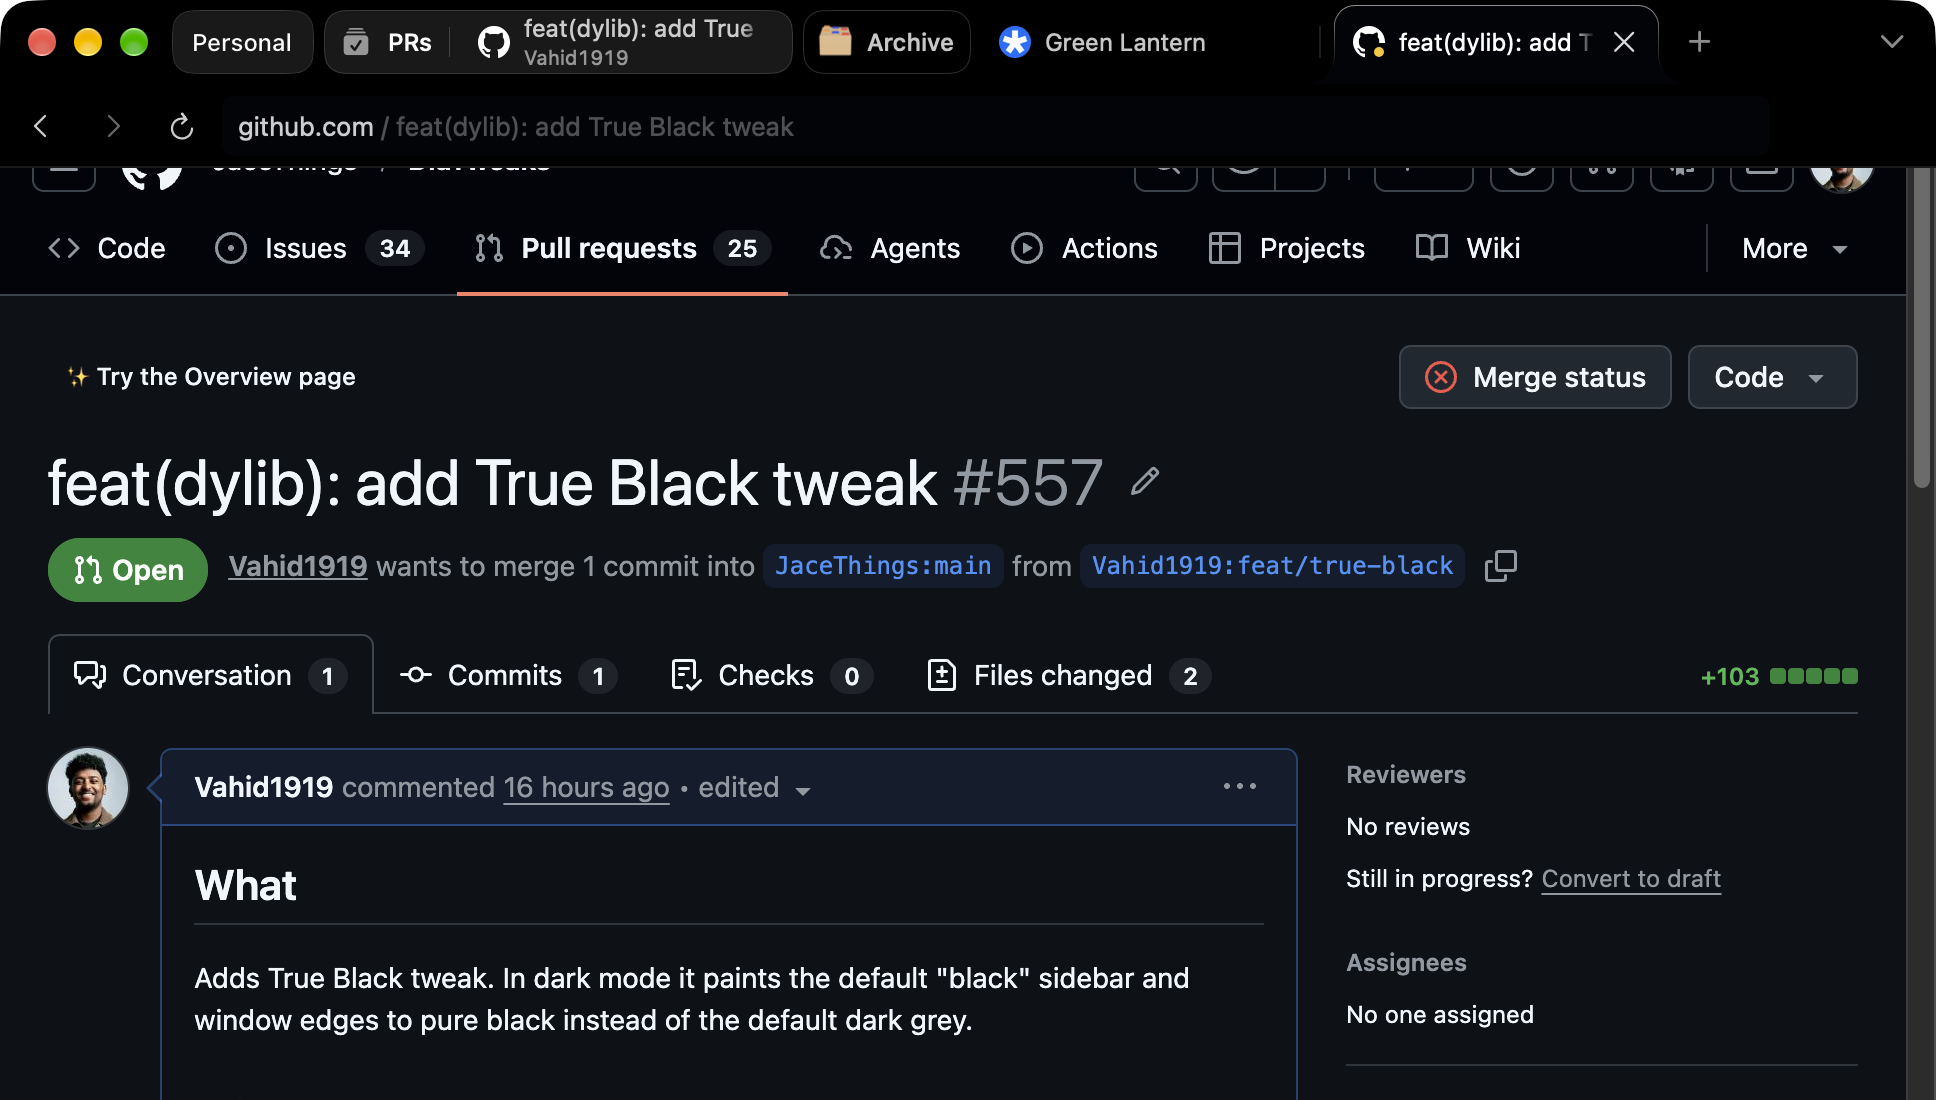 Personal
PRs
feat(dylib): add True
Vahid1919
Archive
Green Lantern
feat(dylib): add T
github.com / feat(dylib): add True Black tweak
Code
Issues 34
Pull requests 25
Agents
Actions
Projects
Wiki
More
✨ Try the Overview page
Merge status
Code
feat(dylib): add True Black tweak #557
Open
Vahid1919 wants to merge 1 commit into JaceThings:main from Vahid1919:feat/true-black
Conversation 1
Commits 1
Checks 0
Files changed 2
+103
Vahid1919 commented 16 hours ago • edited
What
Adds True Black tweak. In dark mode it paints the default "black" sidebar and
window edges to pure black instead of the default dark grey.
Reviewers
No reviews
Still in progress? Convert to draft
Assignees
No one assigned